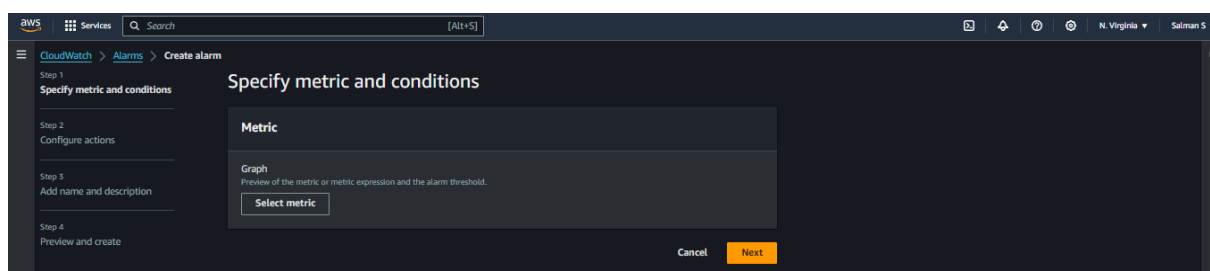 aws Services Search [Alt+S] N. Virginia Salman S
CloudWatch > Alarms > Create alarm
Step 1
Specify metric and conditions
Step 2
Configure actions
Step 3
Add name and description
Step 4
Preview and create
Specify metric and conditions
Metric
Graph
Preview of the metric or metric expression and the alarm threshold.
Select metric
Cancel Next